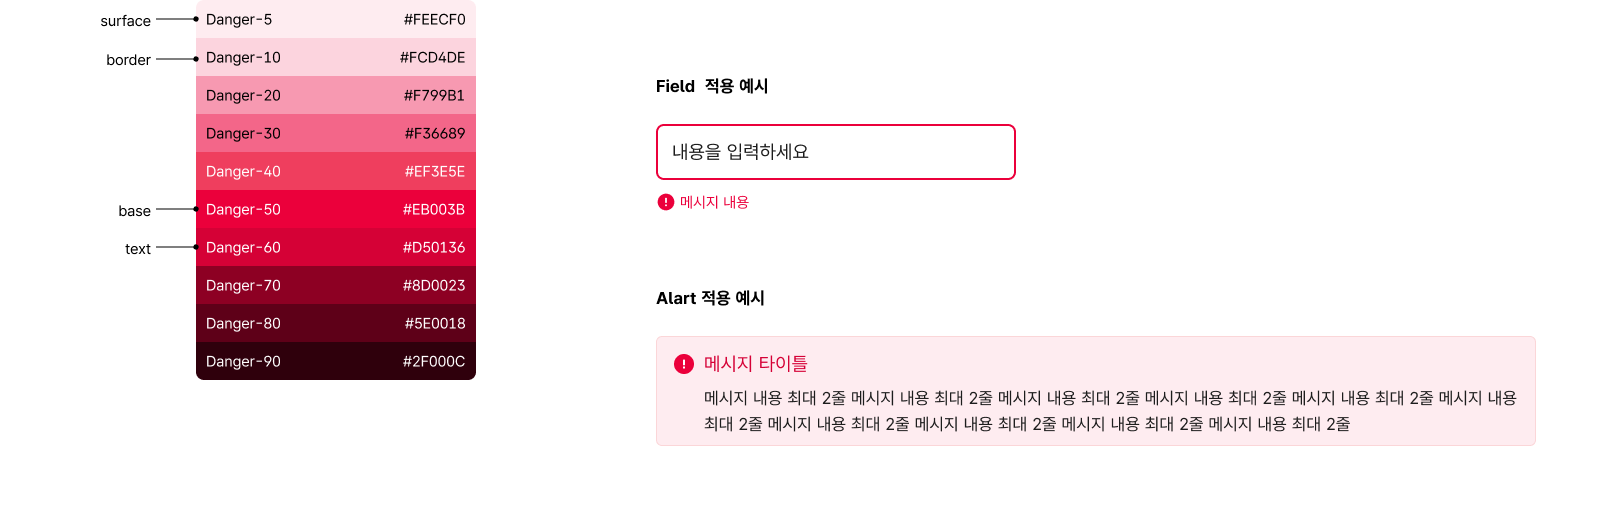 surface
Danger-5 #FEECF0
border
Danger-10 #FCD4DE
Danger-20 #F799B1
Danger-30 #F36689
Danger-40 #EF3E5E
base
Danger-50 #EB003B
text
Danger-60 #D50136
Danger-70 #8D0023
Danger-80 #5E0018
Danger-90 #2F000C
Field 적용 예시
내용을 입력하세요
메시지 내용
Alart 적용 예시
메시지 타이틀
메시지 내용 최대 2줄 메시지 내용 최대 2줄 메시지 내용 최대 2줄 메시지 내용 최대 2줄 메시지 내용 최대 2줄 메시지 내용
최대 2줄 메시지 내용 최대 2줄 메시지 내용 최대 2줄 메시지 내용 최대 2줄 메시지 내용 최대 2줄